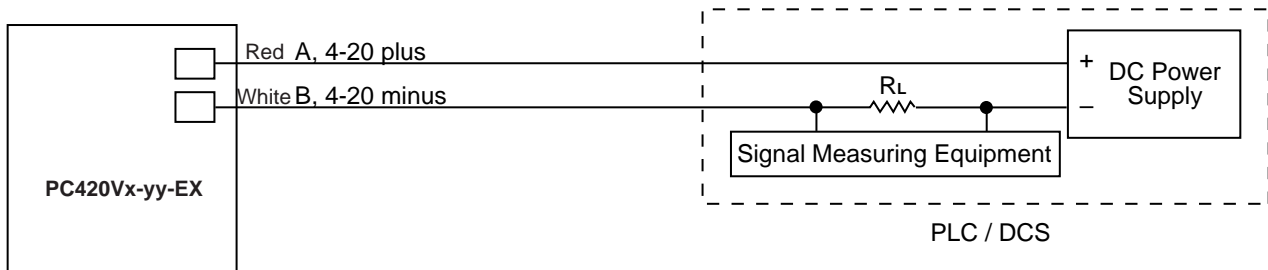 Red A, 4-20 plus
White B, 4-20 minus
PC420Vx-yy-EX
RL
Signal Measuring Equipment
+
–
DC Power
Supply
PLC / DCS